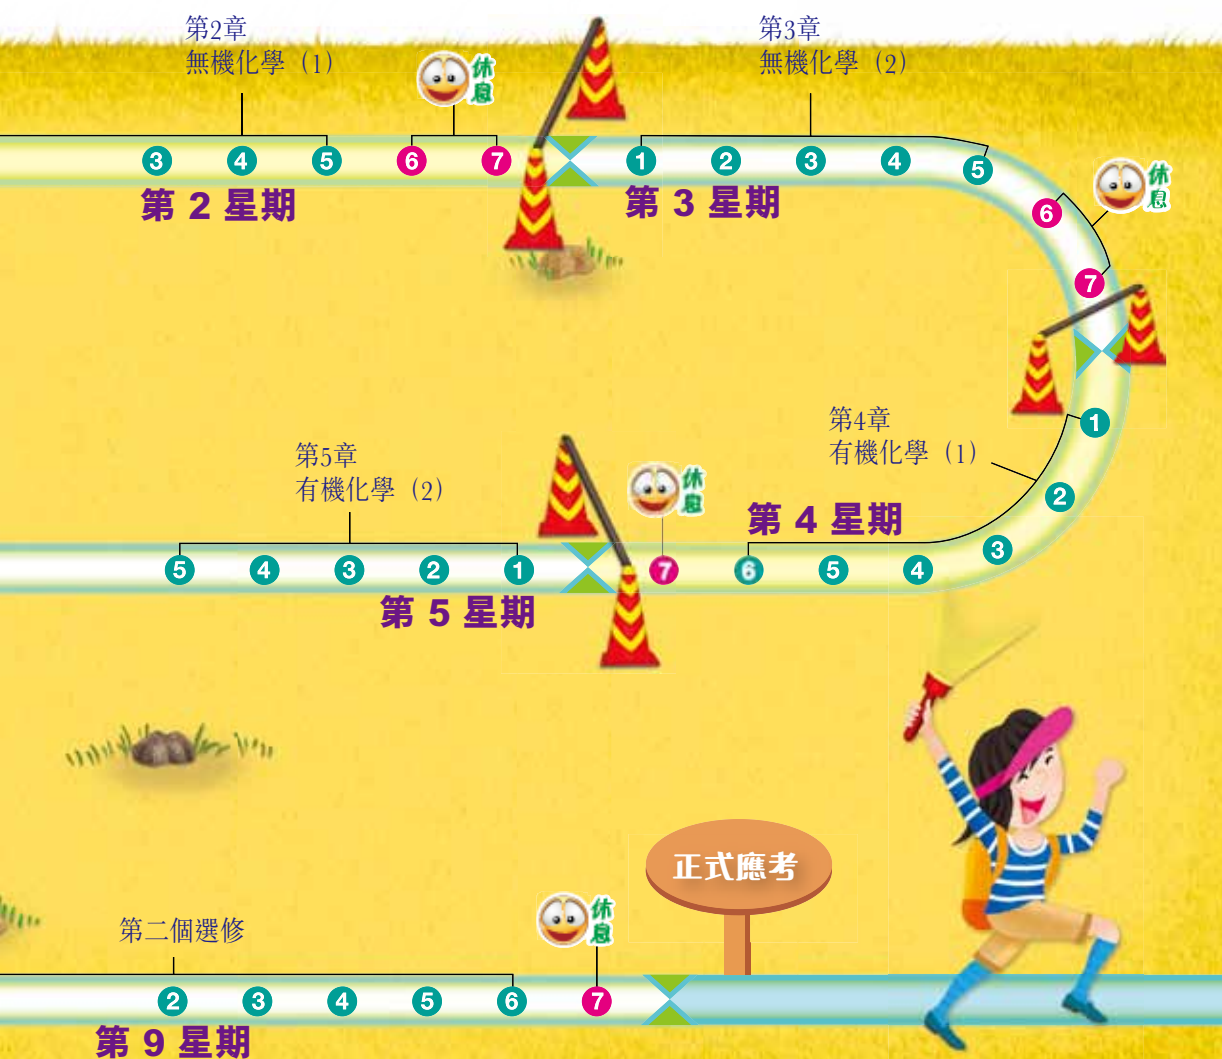 第2章
無機化學（1）
休息
3 4 5 6 7
第 2 星期
第3章
無機化學（2）
1 2 3 4 5
第 3 星期
6
休息
7
第4章
有機化學（1）
1
2
3
4
5
6
第 4 星期
7
休息
第5章
有機化學（2）
5 4 3 2 1
第 5 星期
正式應考
第二個選修
休息
2 3 4 5 6 7
第 9 星期